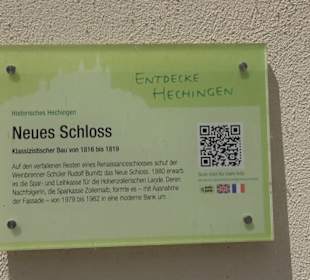 ENTDECKE
HECHINGEN
Historisches Hechingen
Neues Schloss
Klassizistischer Bau von 1816 bis 1819
Auf den verfallenen Resten eines Renaissanceschlosses schuf der
Weinbrenner-Schüler Rudolf Burnitz das Neue Schloss. 1980 erwarb
es die Spar- und Leihkasse für die Hohenzollerischen Lande. Deren
Nachfolgerin, die Sparkasse Zollernalb, formte es – mit Ausnahme
der Fassade – von 1979 bis 1982 in eine moderne Bank um.